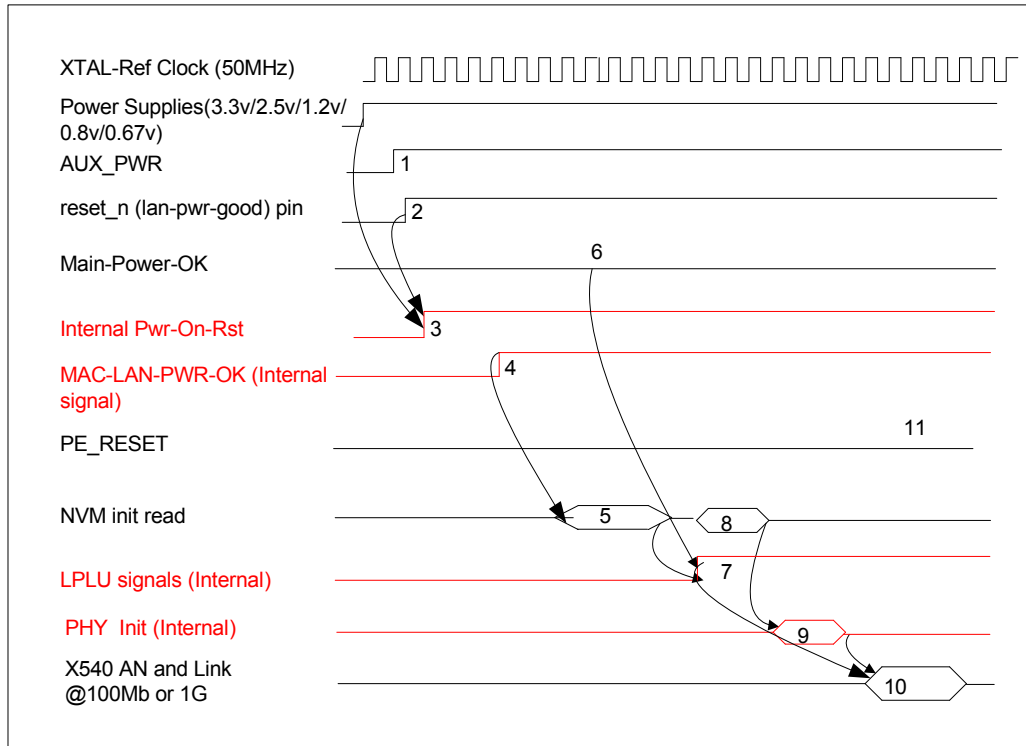 XTAL-Ref Clock (50MHz)
Power Supplies(3.3v/2.5v/1.2v/
0.8v/0.67v)
AUX_PWR
1
reset_n (lan-pwr-good) pin
2
Main-Power-OK
6
Internal Pwr-On-Rst
3
MAC-LAN-PWR-OK (Internal
signal)
4
PE_RESET
11
NVM init read
5
8
LPLU signals (Internal)
7
PHY Init (Internal)
9
X540 AN and Link
@100Mb or 1G
10